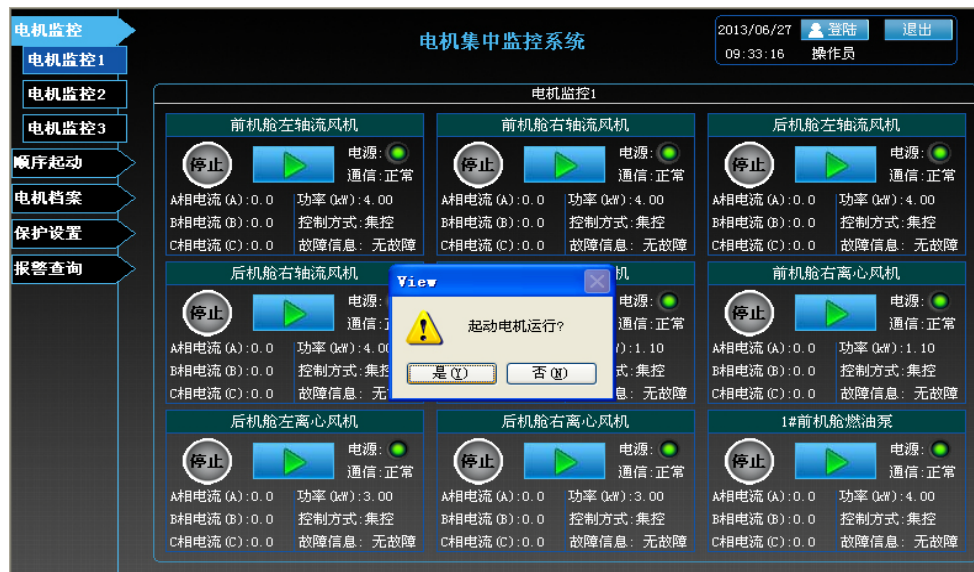 电机监控
电机集中监控系统
2013/06/27 登陆 退出
09:33:16 操作员
电机监控1
电机监控2
电机监控3
顺序起动
电机档案
保护设置
报警查询
电机监控1
前机舱左轴流风机
停止
电源:
通信:正常
A相电流(A):0.0 功率(kW):4.00
B相电流(B):0.0 控制方式:集控
C相电流(C):0.0 故障信息: 无故障
前机舱右轴流风机
停止
电源:
通信:正常
A相电流(A):0.0 功率(kW):4.00
B相电流(B):0.0 控制方式:集控
C相电流(C):0.0 故障信息: 无故障
后机舱左轴流风机
停止
电源:
通信:正常
A相电流(A):0.0 功率(kW):4.00
B相电流(B):0.0 控制方式:集控
C相电流(C):0.0 故障信息: 无故障
后机舱右轴流风机
停止
电源:
通信:
A相电流(A):0.0 功率(kW):4.0
B相电流(B):0.0 控制方式:集控
C相电流(C):0.0 故障信息: 无
View
起动电机运行?
是(Y) 否(N)
机
电源:
通信:正常
):1.10
式:集控
息: 无故障
前机舱右离心风机
停止
电源:
通信:正常
A相电流(A):0.0 功率(kW):1.10
B相电流(B):0.0 控制方式:集控
C相电流(C):0.0 故障信息: 无故障
后机舱左离心风机
停止
电源:
通信:正常
A相电流(A):0.0 功率(kW):3.00
B相电流(B):0.0 控制方式:集控
C相电流(C):0.0 故障信息: 无故障
后机舱右离心风机
停止
电源:
通信:正常
A相电流(A):0.0 功率(kW):3.00
B相电流(B):0.0 控制方式:集控
C相电流(C):0.0 故障信息: 无故障
1#前机舱燃油泵
停止
电源:
通信:正常
A相电流(A):0.0 功率(kW):4.00
B相电流(B):0.0 控制方式:集控
C相电流(C):0.0 故障信息: 无故障